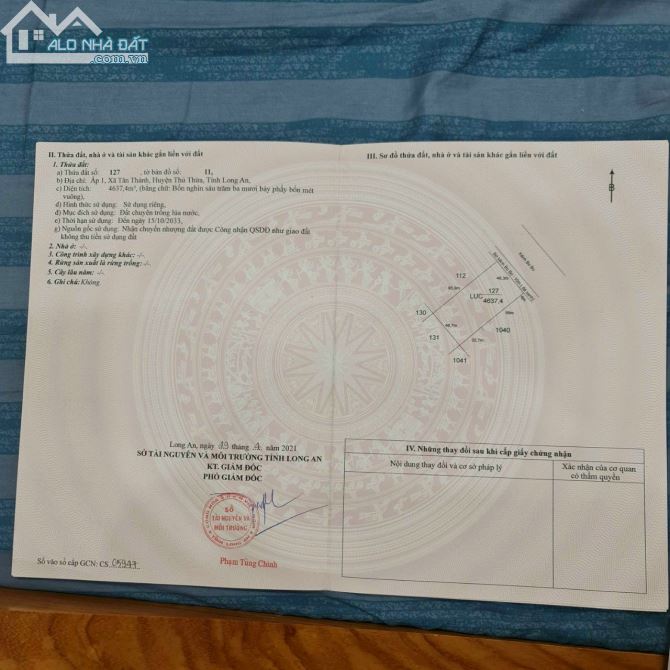 ALO NHÀ ĐẤT
.com.vn
II. Thửa đất, nhà ở và tài sản khác gắn liền với đất
1. Thửa đất:
a) Thửa đất số: 127, tờ bản đồ số: 11,
b) Địa chỉ: Ấp 1, Xã Tân Thành, Huyện Thủ Thừa, Tỉnh Long An,
c) Diện tích: 4637,4m², (bằng chữ: Bốn nghìn sáu trăm ba mươi bảy phẩy bốn mét
vuông),
d) Hình thức sử dụng: Sử dụng riêng,
đ) Mục đích sử dụng: Đất chuyên trồng lúa nước,
e) Thời hạn sử dụng: Đến ngày 15/10/2033,
g) Nguồn gốc sử dụng: Nhận chuyển nhượng đất được Công nhận QSDĐ như giao đất
không thu tiền sử dụng đất
2. Nhà ở: -/-.
3. Công trình xây dựng khác: -/-.
4. Rừng sản xuất là rừng trồng: -/-.
5. Cây lâu năm: -/-.
6. Ghi chú: Không.
Long An, ngày 19 tháng 4 năm 2021
SỞ TÀI NGUYÊN VÀ MÔI TRƯỜNG TỈNH LONG AN
KT. GIÁM ĐỐC
PHÓ GIÁM ĐỐC
SỞ
TÀI NGUYÊN VÀ
MÔI TRƯỜNG
Phạm Tùng Chinh
Số vào sổ cấp GCN: CS 05947
III. Sơ đồ thửa đất, nhà ở và tài sản khác gắn liền với đất
B
112
LUC 127
4637,4
130
131
1040
1041
IV. Những thay đổi sau khi cấp giấy chứng nhận
Nội dung thay đổi và cơ sở pháp lý
Xác nhận của cơ quan
có thẩm quyền